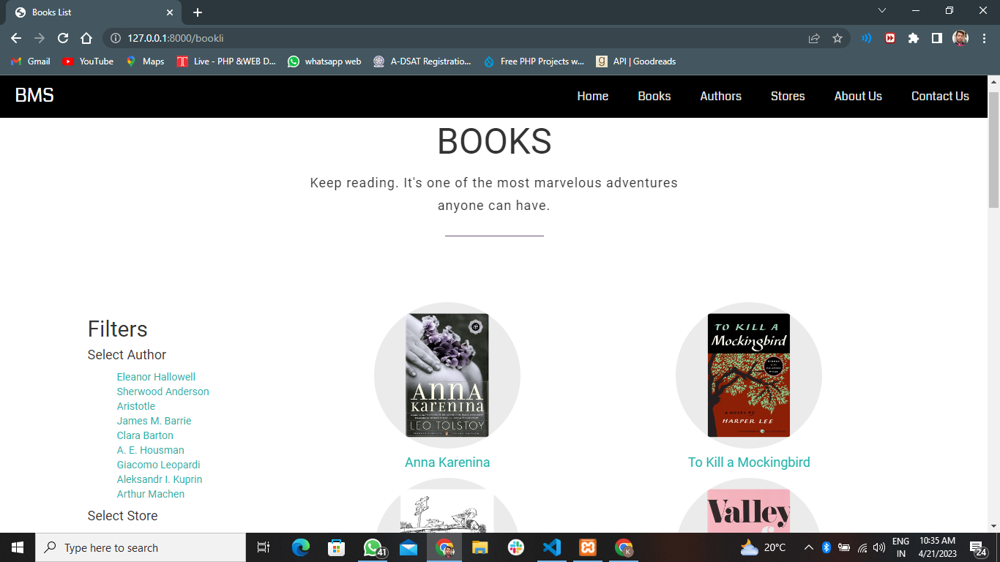 Books List
127.0.0.1:8000/bookli
Gmail
YouTube
Maps
Live - PHP &WEB D...
whatsapp web
A-DSAT Registratio...
Free PHP Projects w...
g
API | Goodreads
BMS
Home
Books
Authors
Stores
About Us
Contact Us
BOOKS
Keep reading. It's one of the most marvelous adventures
anyone can have.
Filters
Select Author
Eleanor Hallowell
Sherwood Anderson
Aristotle
James M. Barrie
Clara Barton
A. E. Housman
Giacomo Leopardi
Aleksandr I. Kuprin
Arthur Machen
Select Store
ANNA
KARENINA
LEO TOLSTOY
Anna Karenina
TO KILL A
Mockingbird
A NOVEL BY
HARPER LEE
To Kill a Mockingbird
Valley
Type here to search
41
K
20°C
ENG
IN
10:35 AM
4/21/2023
24